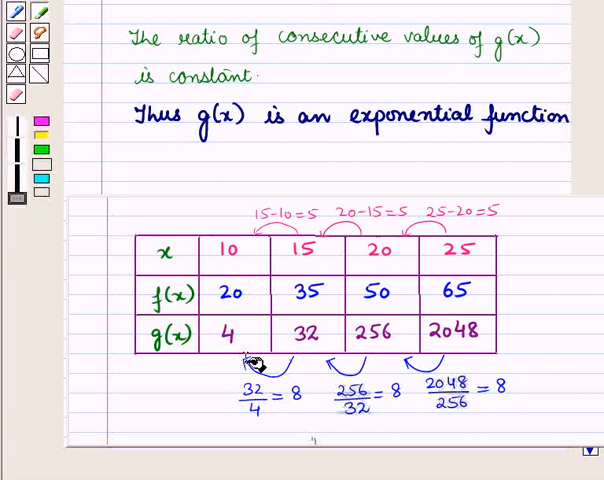 The ratio of consecutive values of g(x)
is constant.
Thus g(x) is an exponential function
15-10=5 20-15=5 25-20=5
x 10 15 20 25
f(x) 20 35 50 65
g(x) 4 32 256 2048
32/4 = 8 256/32 = 8 2048/256 = 8